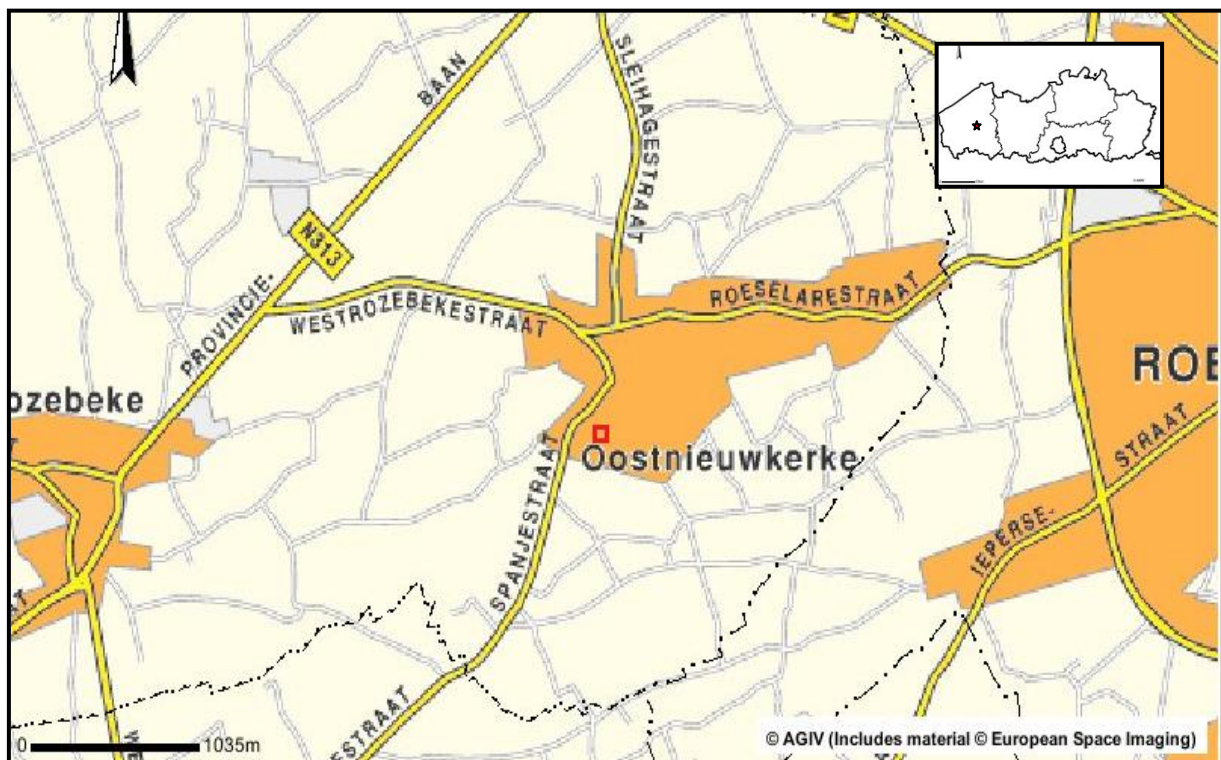 BAAN
SLEIHAGESTRAAT
N313
PROVINCIE-
WESTROZEBEKESTRAAT
ROESELARESTRAAT
ozebeke
ROE
STRAAT
Oostnieuwkerke
SPANJESTRAAT
IEPERSE-
ESTRAAT
0 1035m
© AGIV (Includes material © European Space Imaging)